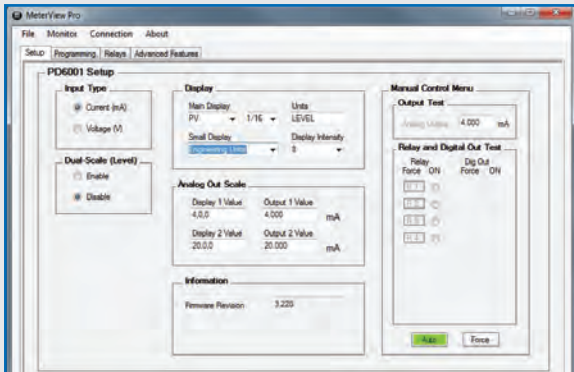 MeterView Pro
File Monitor Connection About
Setup Programming Relays Advanced Features
PD6001 Setup
Input Type
Current (mA)
Voltage (V)
Dual-Scale (Level)
Enable
Disable
Display
Main Display Units
PV 1/16 LEVEL
Small Display Display Intensity
Engineering Units 8
Analog Out Scale
Display 1 Value Output 1 Value
4,0,0 4.000 mA
Display 2 Value Output 2 Value
20.0,0 20.000 mA
Information
Firmware Revision 3.220
Manual Control Menu
Output Test
Analog Output 4.000 mA
Relay and Digital Out Test
Relay Dig Out
Force ON Force ON
R 1
R 2
R 3
R 4
Auto Force